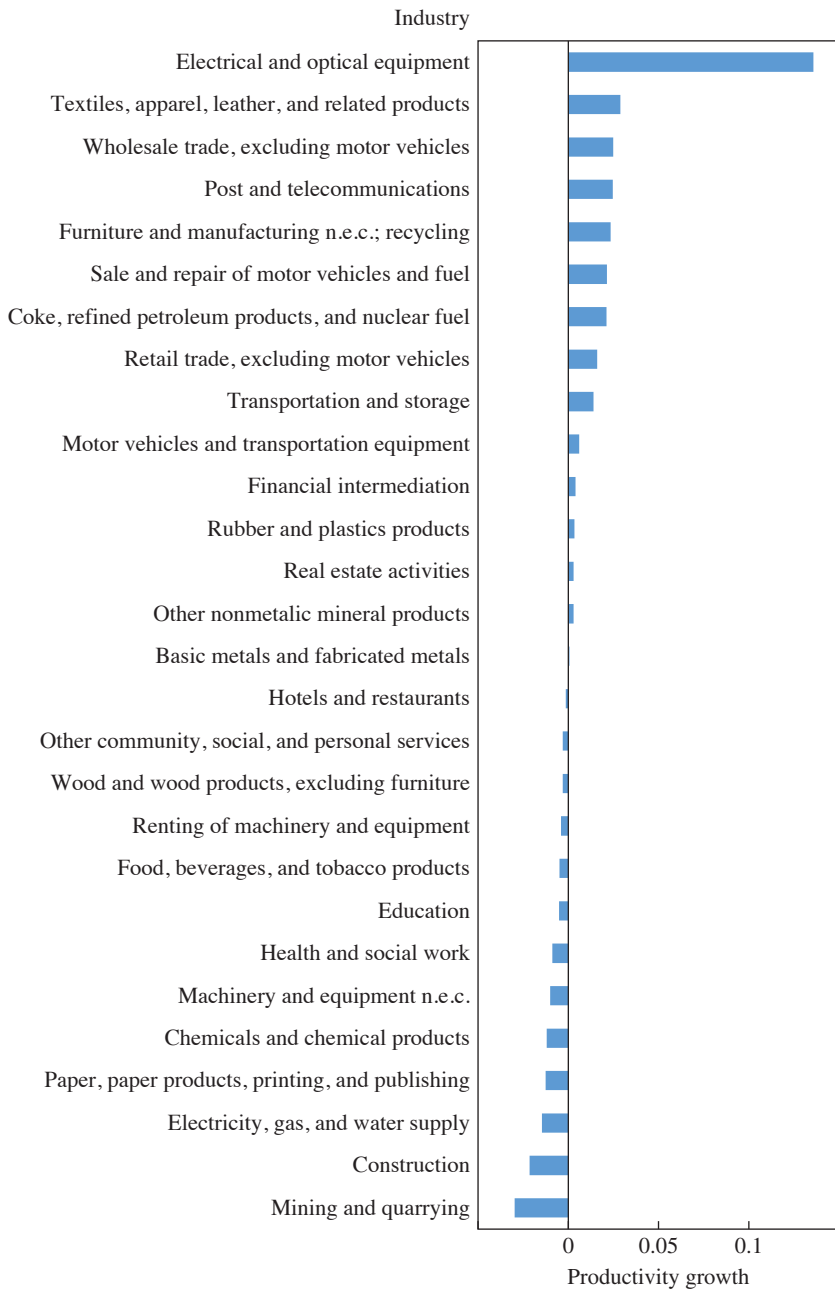 Industry
Electrical and optical equipment
Textiles, apparel, leather, and related products
Wholesale trade, excluding motor vehicles
Post and telecommunications
Furniture and manufacturing n.e.c.; recycling
Sale and repair of motor vehicles and fuel
Coke, refined petroleum products, and nuclear fuel
Retail trade, excluding motor vehicles
Transportation and storage
Motor vehicles and transportation equipment
Financial intermediation
Rubber and plastics products
Real estate activities
Other nonmetalic mineral products
Basic metals and fabricated metals
Hotels and restaurants
Other community, social, and personal services
Wood and wood products, excluding furniture
Renting of machinery and equipment
Food, beverages, and tobacco products
Education
Health and social work
Machinery and equipment n.e.c.
Chemicals and chemical products
Paper, paper products, printing, and publishing
Electricity, gas, and water supply
Construction
Mining and quarrying
0 0.05 0.1
Productivity growth